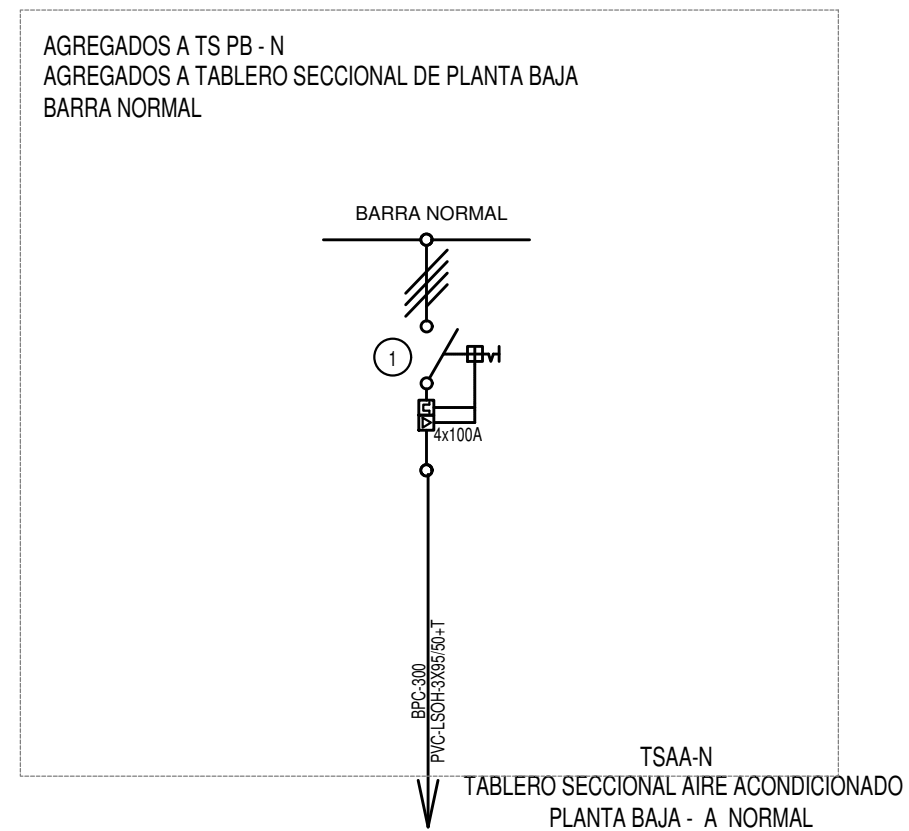 AGREGADOS A TS PB - N
AGREGADOS A TABLERO SECCIONAL DE PLANTA BAJA
BARRA NORMAL
BARRA NORMAL
1
4x100A
BPC-300
PVC-LSOH-3X95/50+T
TSAA-N
TABLERO SECCIONAL AIRE ACONDICIONADO
PLANTA BAJA - A NORMAL